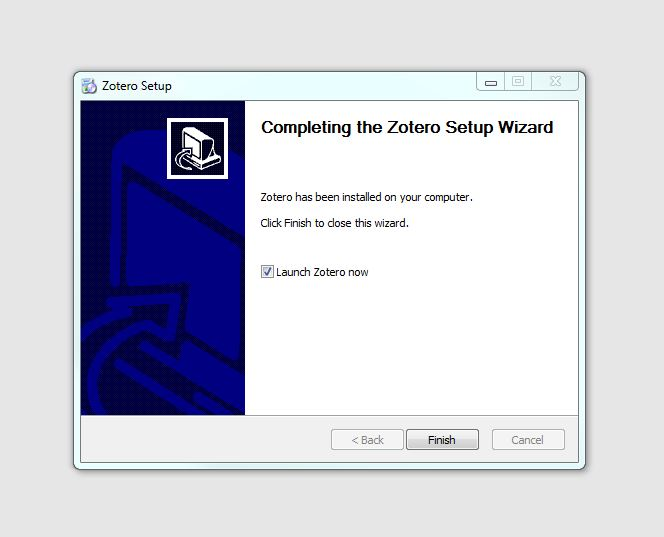 Zotero Setup
Completing the Zotero Setup Wizard
Zotero has been installed on your computer.
Click Finish to close this wizard.
Launch Zotero now
< Back
Finish
Cancel